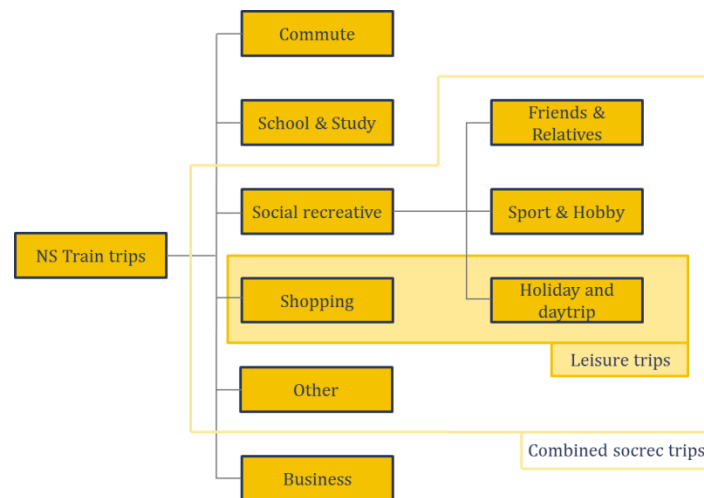 Commute
School & Study
Friends &
Relatives
Social recreative
Sport & Hobby
NS Train trips
Shopping
Holiday and
daytrip
Leisure trips
Other
Combined socrec trips
Business